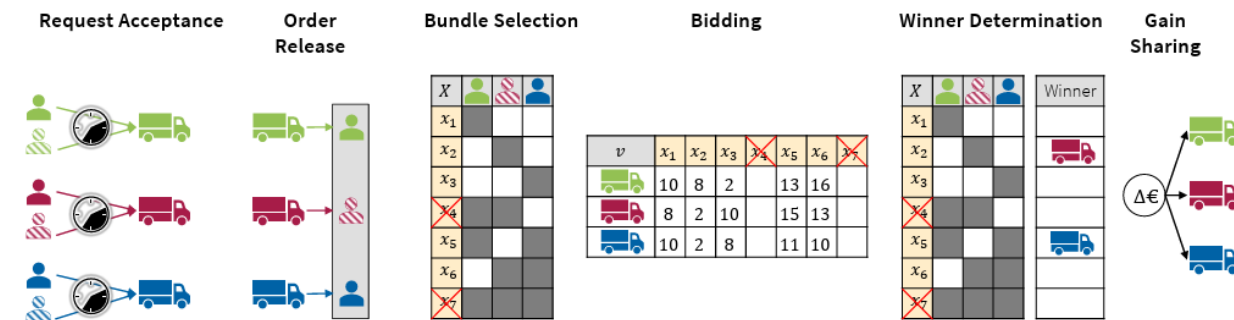 Request Acceptance
Order
Release
Bundle Selection
Bidding
Winner Determination
Gain
Sharing
X
x1
x2
x3
x4
x5
x6
x7
v x1 x2 x3 x4 x5 x6 x7
10 8 2 13 16
8 2 10 15 13
10 2 8 11 10
X Winner
x1
x2
x3
x4
x5
x6
x7
Δ€